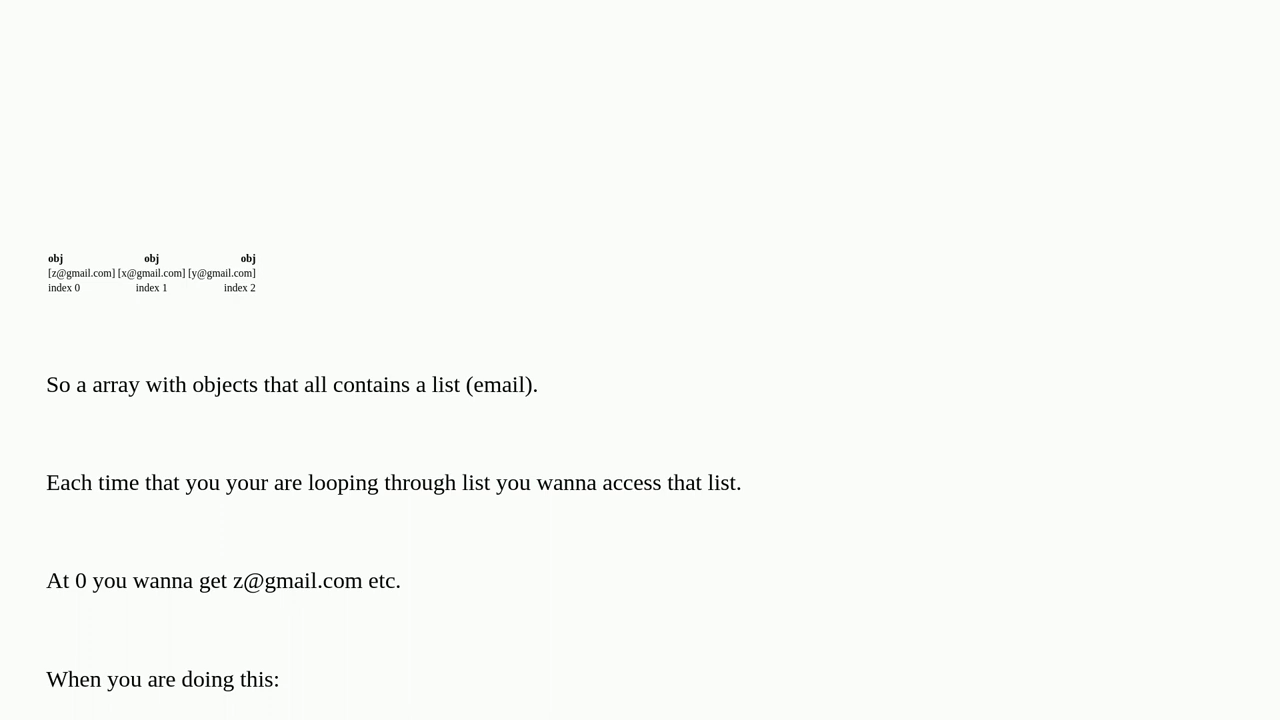 obj obj obj
[z@gmail.com] [x@gmail.com] [y@gmail.com]
index 0 index 1 index 2
So a array with objects that all contains a list (email).
Each time that you your are looping through list you wanna access that list.
At 0 you wanna get z@gmail.com etc.
When you are doing this: